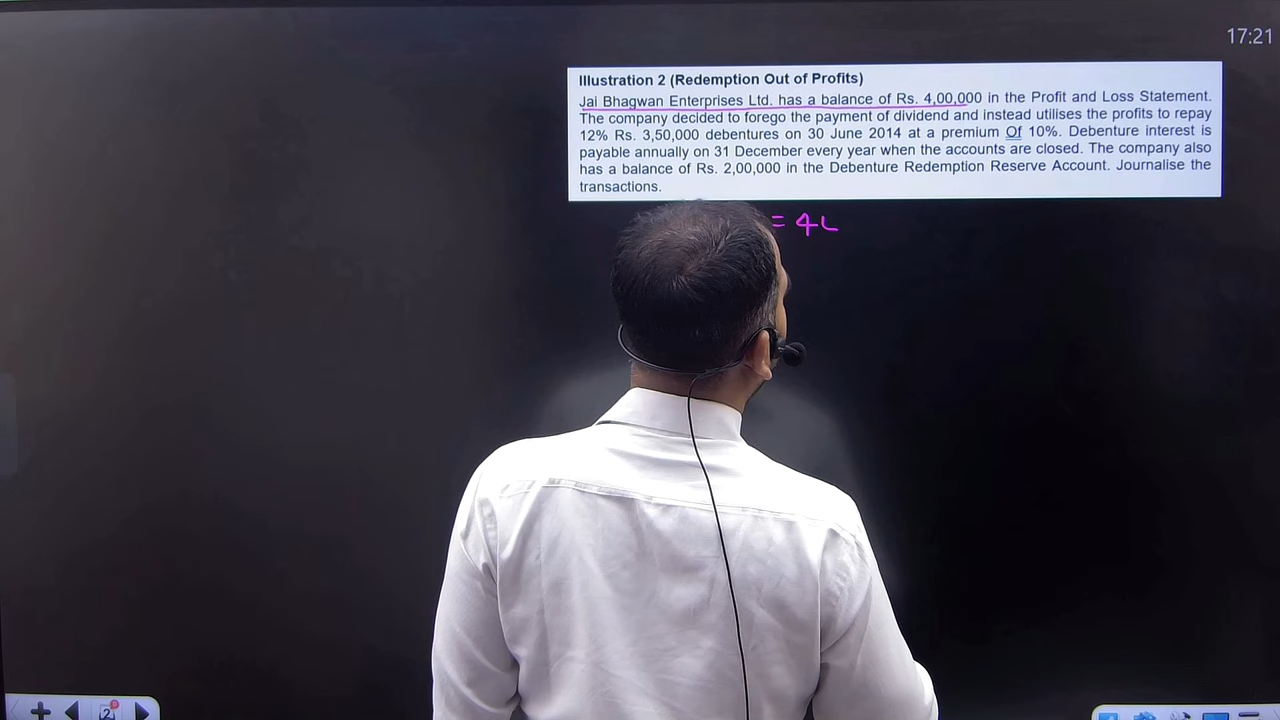 17:21
Illustration 2 (Redemption Out of Profits)
Jai Bhagwan Enterprises Ltd. has a balance of Rs. 4,00,000 in the Profit and Loss Statement.
The company decided to forego the payment of dividend and instead utilises the profits to repay
12% Rs. 3,50,000 debentures on 30 June 2014 at a premium Of 10%. Debenture interest is
payable annually on 31 December every year when the accounts are closed. The company also
has a balance of Rs. 2,00,000 in the Debenture Redemption Reserve Account. Journalise the
transactions.
= 4L
2